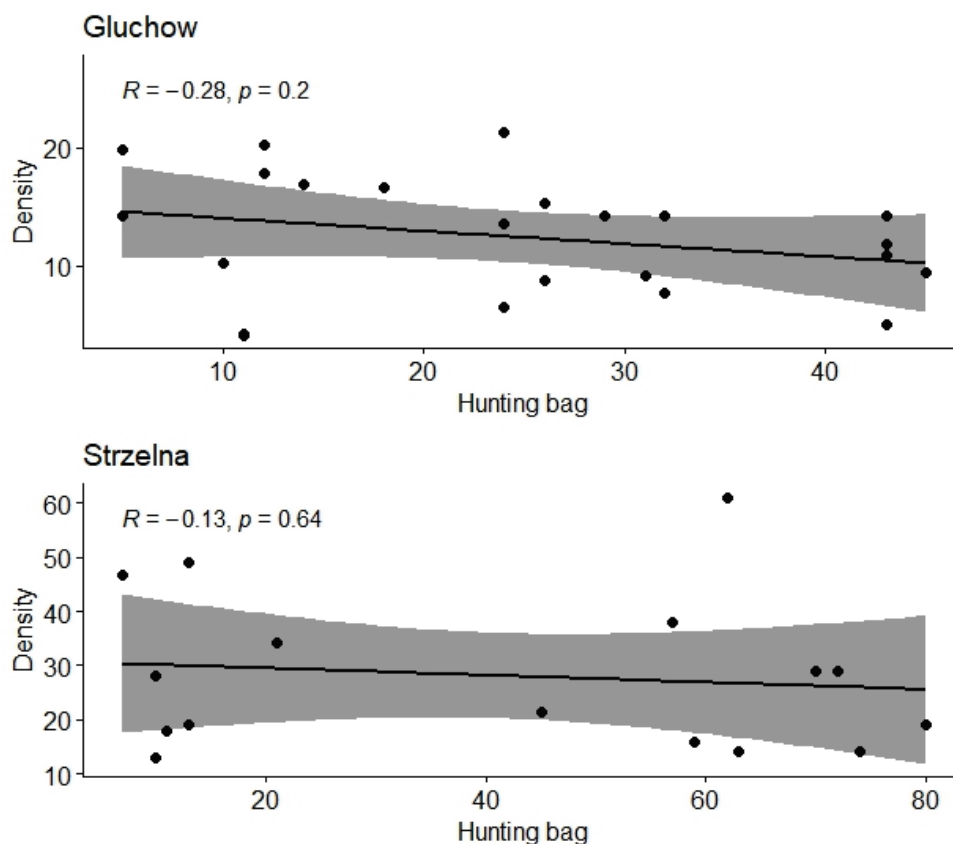 Gluchow
R = −0.28, p = 0.2
20
10
Density
10 20 30 40
Hunting bag
Strzelna
R = −0.13, p = 0.64
60
50
40
30
20
10
Density
20 40 60 80
Hunting bag